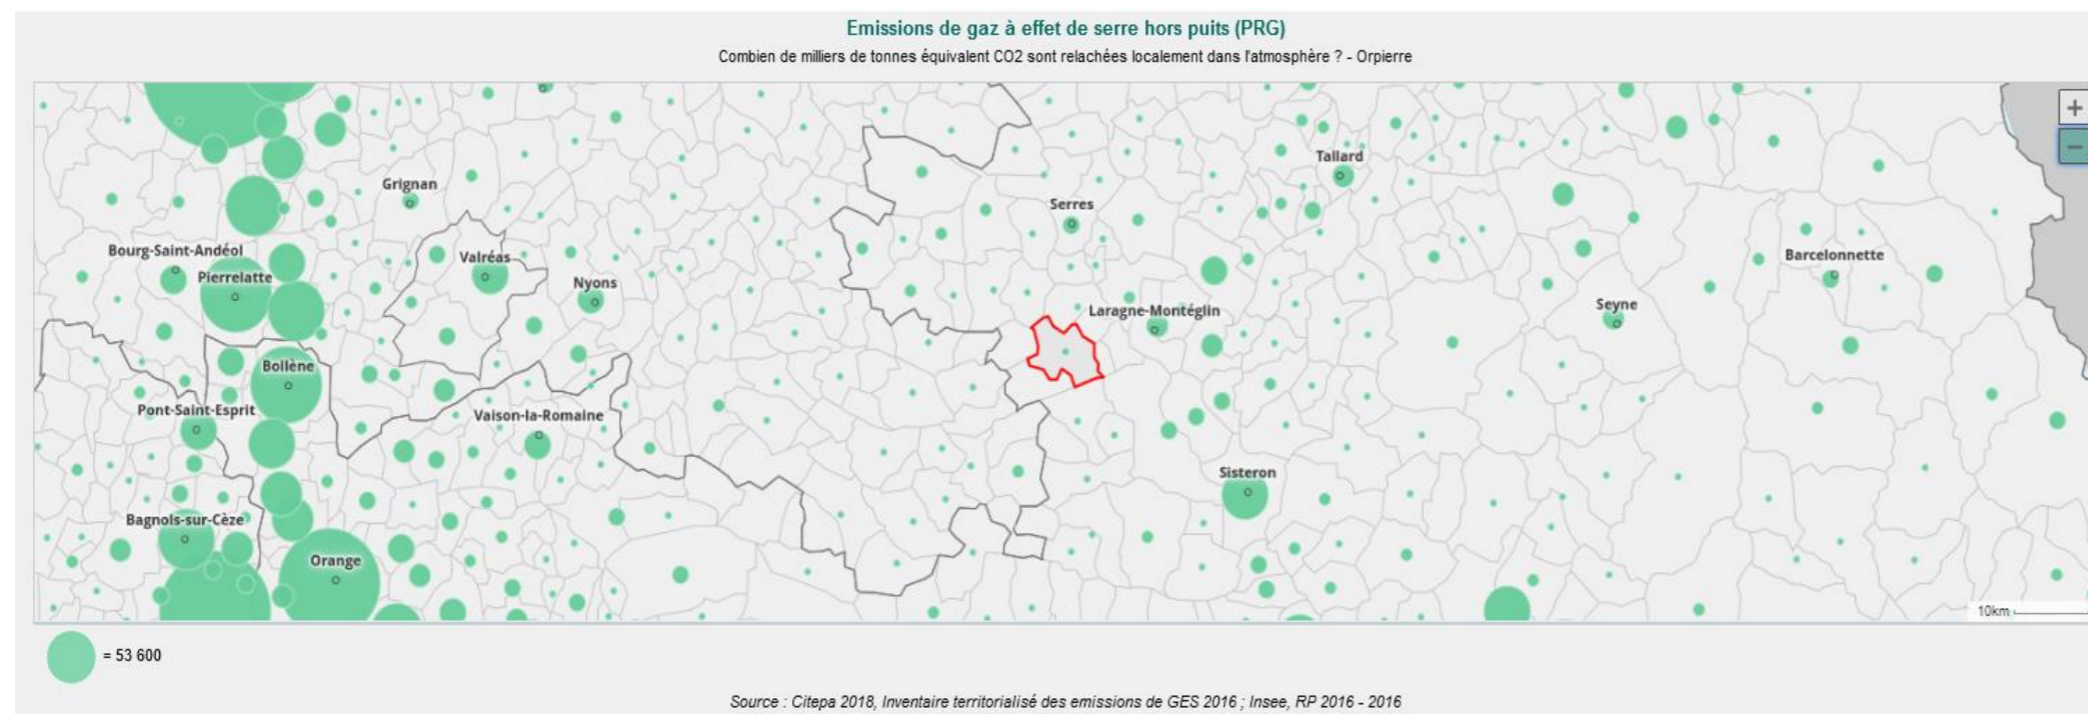 Emissions de gaz à effet de serre hors puits (PRG)
Combien de milliers de tonnes équivalent CO2 sont relachées localement dans l'atmosphère ? - Orpierre
+
−
Tallard
Grignan
Serres
Bourg-Saint-Andéol
Valréas
Barcelonnette
Pierrelatte
Nyons
Seyne
Laragne-Montéglin
Bollène
Pont-Saint-Esprit
Vaison-la-Romaine
Sisteron
Bagnols-sur-Cèze
Orange
10km
= 53 600
Source : Citepa 2018, Inventaire territorialisé des emissions de GES 2016 ; Insee, RP 2016 - 2016